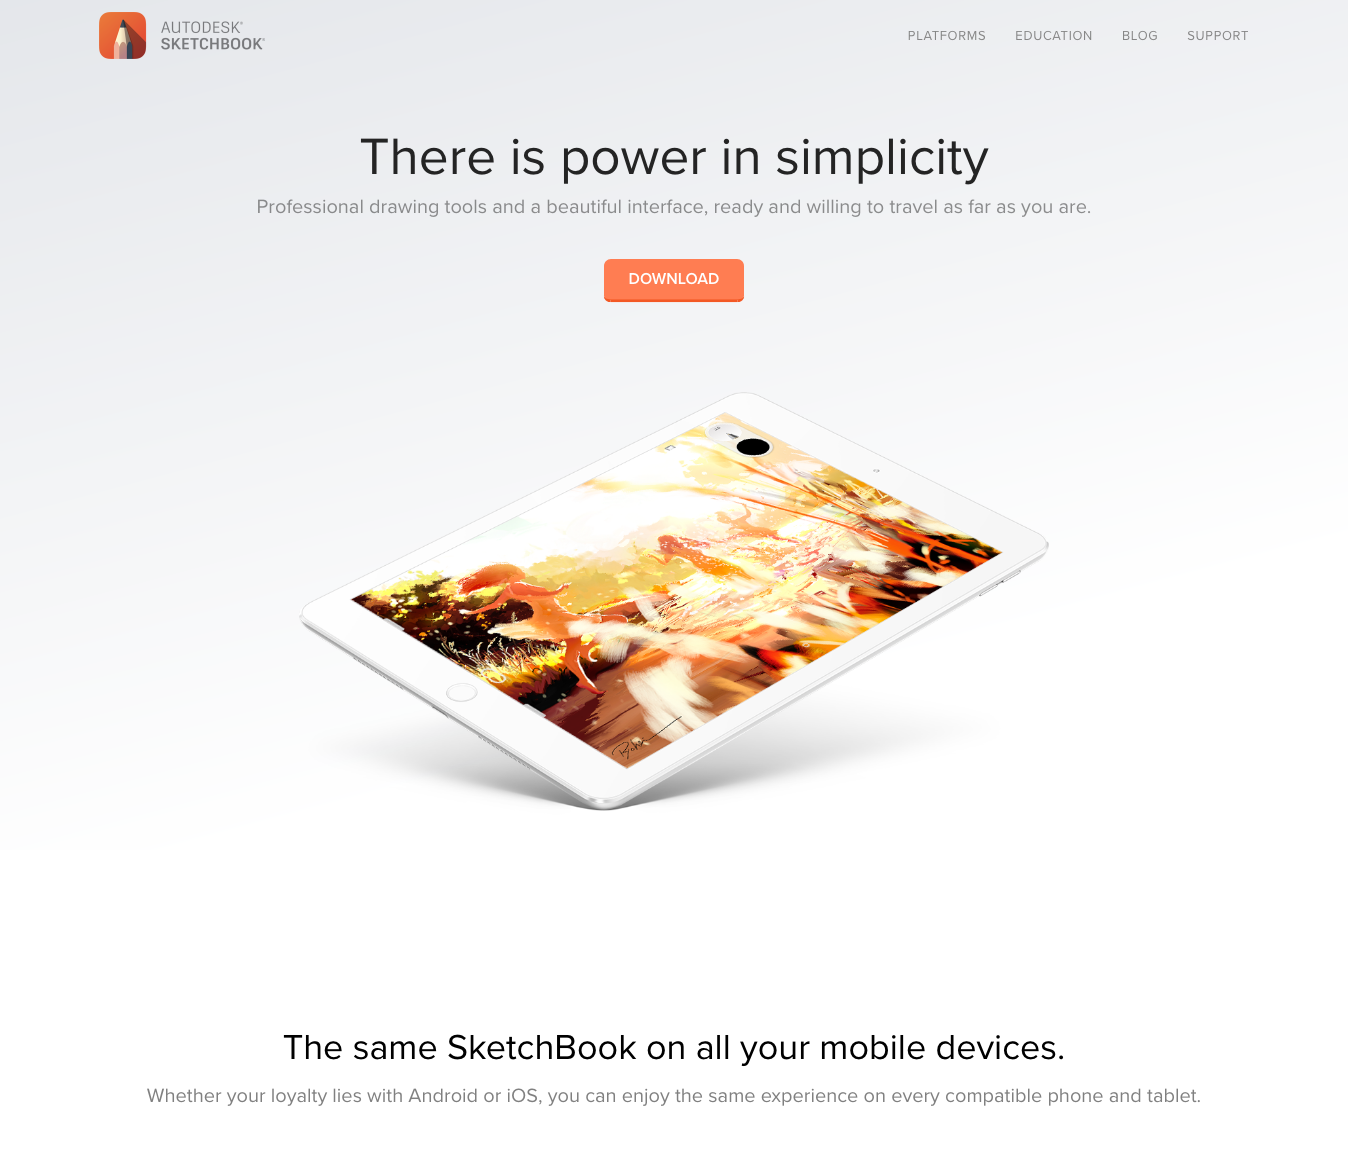 AUTODESK®
SKETCHBOOK®
PLATFORMS EDUCATION BLOG SUPPORT
There is power in simplicity
Professional drawing tools and a beautiful interface, ready and willing to travel as far as you are.
DOWNLOAD
The same SketchBook on all your mobile devices.
Whether your loyalty lies with Android or iOS, you can enjoy the same experience on every compatible phone and tablet.